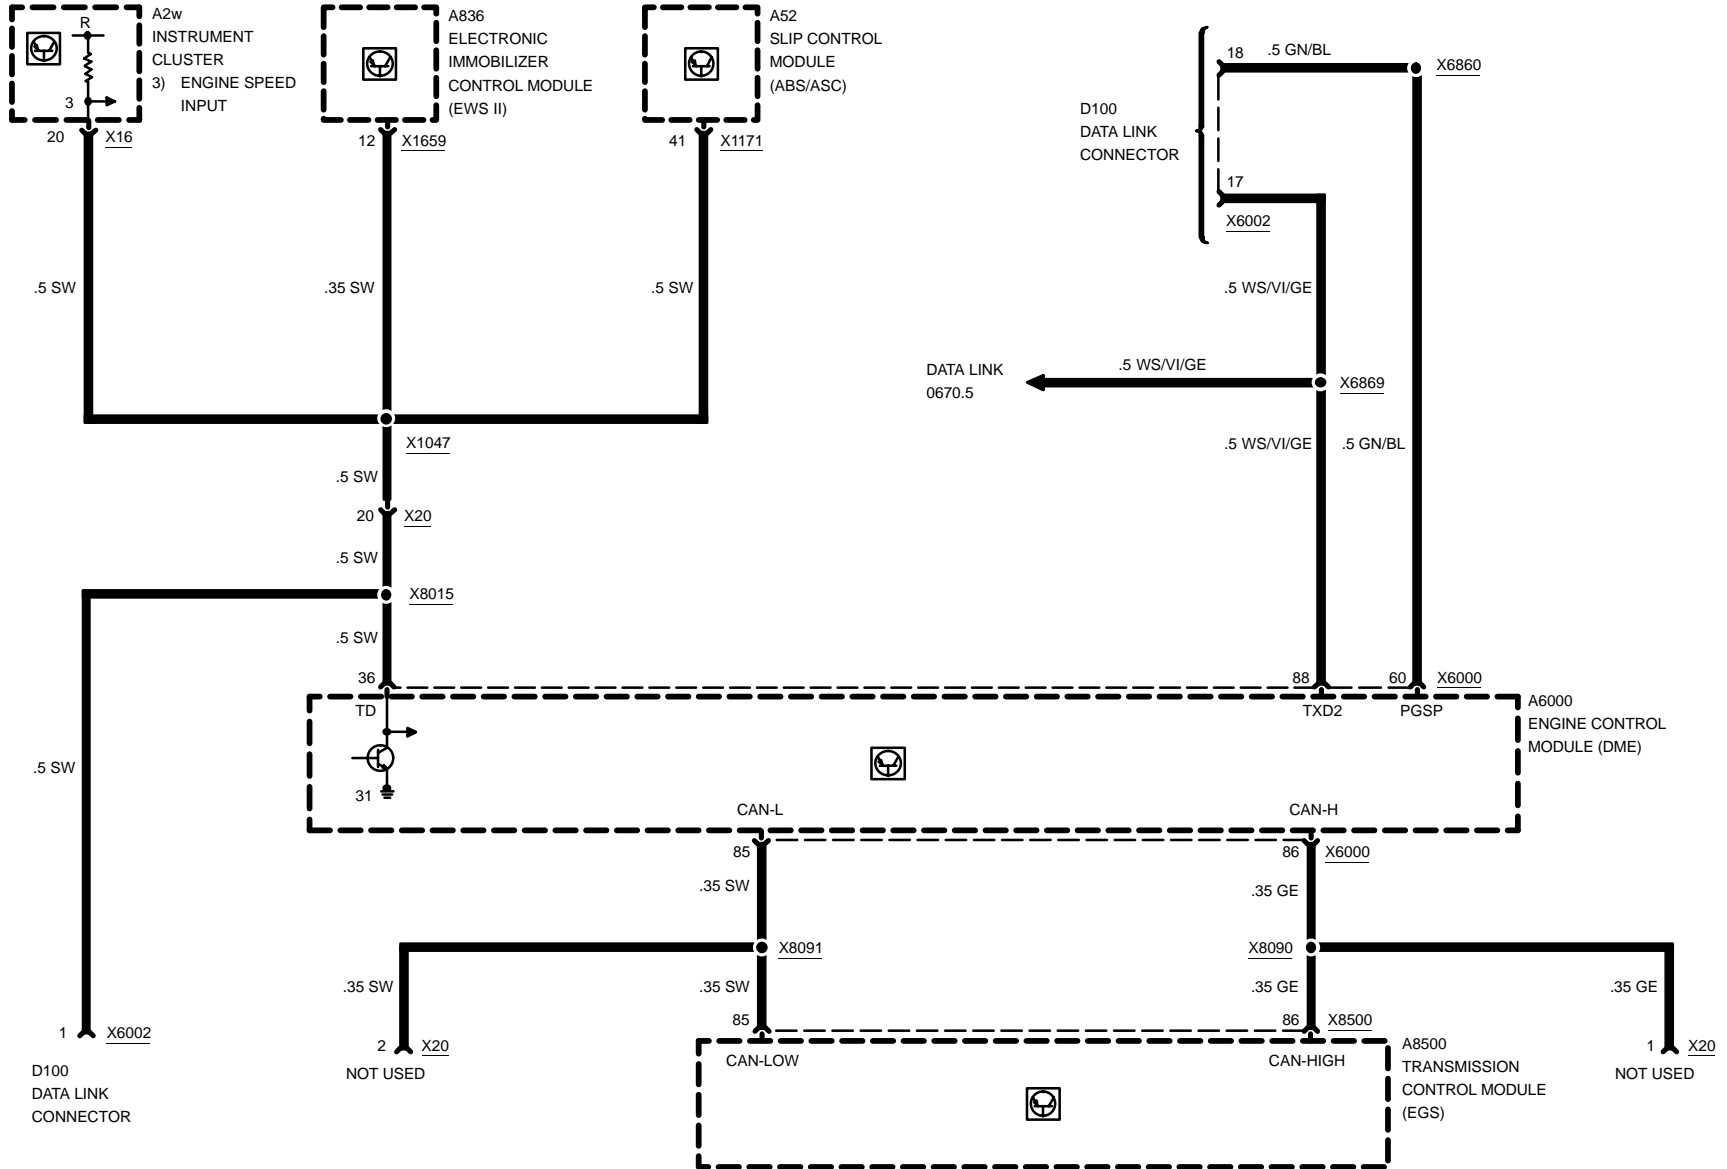 A2w
INSTRUMENT
CLUSTER
3) ENGINE SPEED
INPUT
R
3
20 X16
A836
ELECTRONIC
IMMOBILIZER
CONTROL MODULE
(EWS II)
12 X1659
A52
SLIP CONTROL
MODULE
(ABS/ASC)
41 X1171
18 .5 GN/BL X6860
D100
DATA LINK
CONNECTOR
17
X6002
.5 SW
.35 SW
.5 SW
.5 WS/VI/GE
DATA LINK
0670.5
.5 WS/VI/GE
X6869
X1047
.5 WS/VI/GE
.5 GN/BL
.5 SW
20 X20
.5 SW
X8015
.5 SW
36
88
60 X6000
TD
TXD2
PGSP
A6000
ENGINE CONTROL
MODULE (DME)
31
.5 SW
CAN-L
CAN-H
85
86 X6000
.35 SW
.35 GE
X8091
X8090
.35 SW
.35 SW
.35 GE
.35 GE
85
86 X8500
1 X6002
D100
DATA LINK
CONNECTOR
2 X20
NOT USED
CAN-LOW
CAN-HIGH
A8500
TRANSMISSION
CONTROL MODULE
(EGS)
1 X20
NOT USED